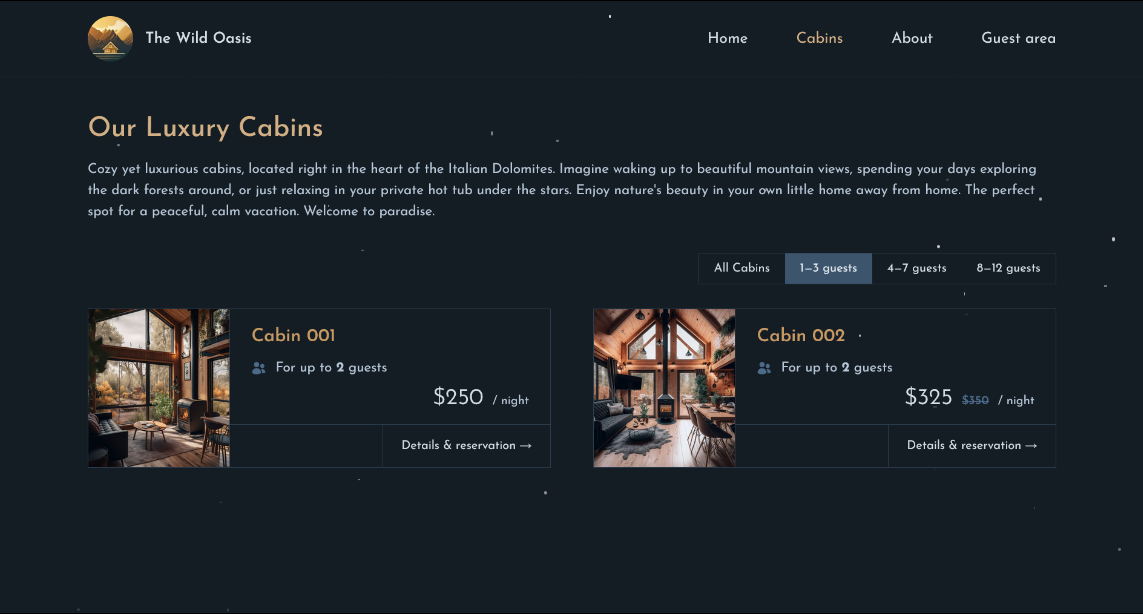 The Wild Oasis
Home Cabins About Guest area
Our Luxury Cabins
Cozy yet luxurious cabins, located right in the heart of the Italian Dolomites. Imagine waking up to beautiful mountain views, spending your days exploring
the dark forests around, or just relaxing in your private hot tub under the stars. Enjoy nature's beauty in your own little home away from home. The perfect
spot for a peaceful, calm vacation. Welcome to paradise.
All Cabins 1—3 guests 4—7 guests 8—12 guests
Cabin 001
For up to 2 guests
$250 / night
Details & reservation →
Cabin 002
For up to 2 guests
$325 $350 / night
Details & reservation →